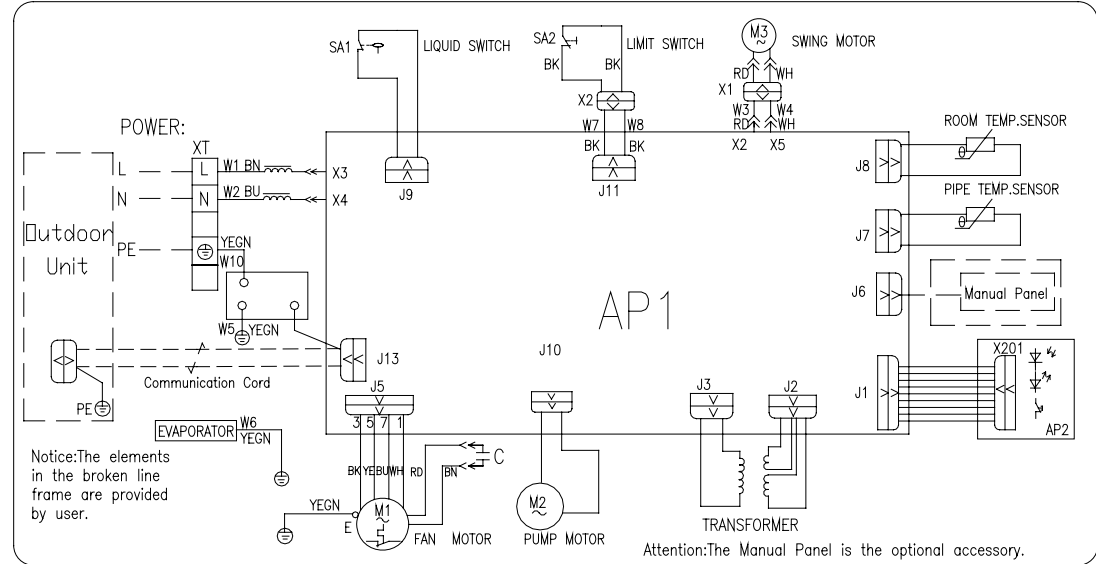 M3
~
SA1
LIQUID SWITCH
SA2
LIMIT SWITCH
SWING MOTOR
BK
BK
RD
WH
X1
X2
W3
W4
POWER:
W7
W8
RD
WH
ROOM TEMP.SENSOR
BK
BK
X2
X5
θ
XT
J8
L
L
W1 BN
X3
J9
J11
N
N
W2 BU
X4
PIPE TEMP.SENSOR
θ
Outdoor
Unit
PE
YEGN
J7
W10
J6
Manual Panel
AP1
W5
YEGN
J13
J10
X201
Communication Cord
J5
J3
J2
J1
PE
3 5 7 1
AP2
EVAPORATOR
W6
YEGN
C
Notice:The elements
in the broken line
frame are provided
by user.
BK
YE
BU
WH
RD
BN
YEGN
E
M1
~
M2
~
FAN MOTOR
PUMP MOTOR
TRANSFORMER
Attention:The Manual Panel is the optional accessory.